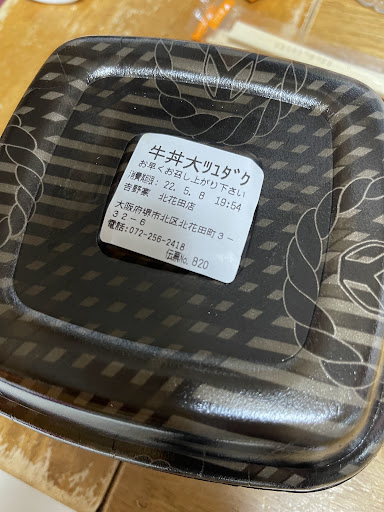 牛丼大ﾂﾕﾀﾞｸ
お早くお召し上がり下さい
消費期限: 22. 5. 8 19:54
吉野家 北花田店
大阪府堺市北区北花田町3-
32-6
電話:072-256-2418
伝票No. 820